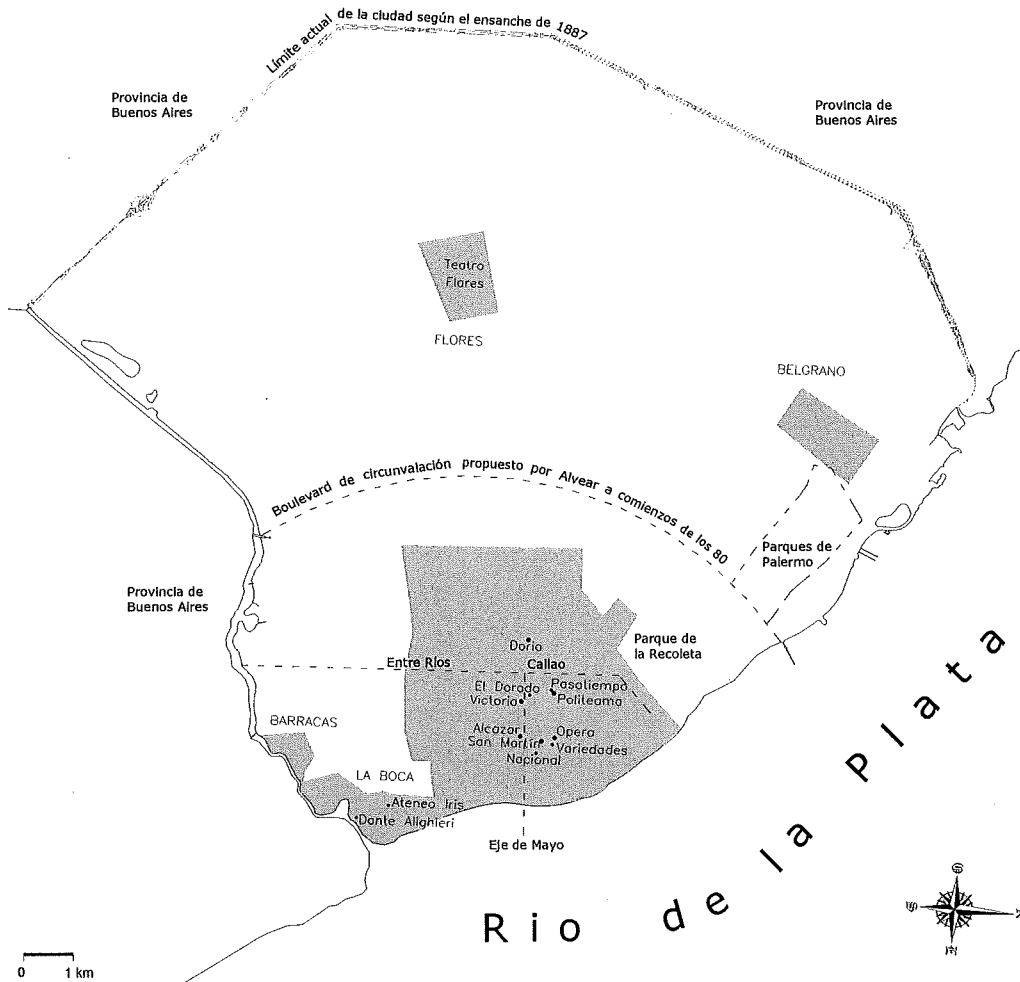 Límite actual de la ciudad según el ensanche de 1887
Provincia de
Buenos Aires
Provincia de
Buenos Aires
Teatro
Flores
FLORES
BELGRANO
Boulevard de circunvalación propuesto por Alvear a comienzos de los 80
Parques de
Palermo
Provincia de
Buenos Aires
Parque de
la Recoleta
Dorio
Entre Ríos
Callao
El Dorado
Pasatiempo
Victoria
Politeama
BARRACAS
Alcazar
Opera
San Martín
Variedades
Nacional
LA BOCA
Ateneo Iris
Dante Alighieri
Eje de Mayo
Rio de la Plata
0 1 km